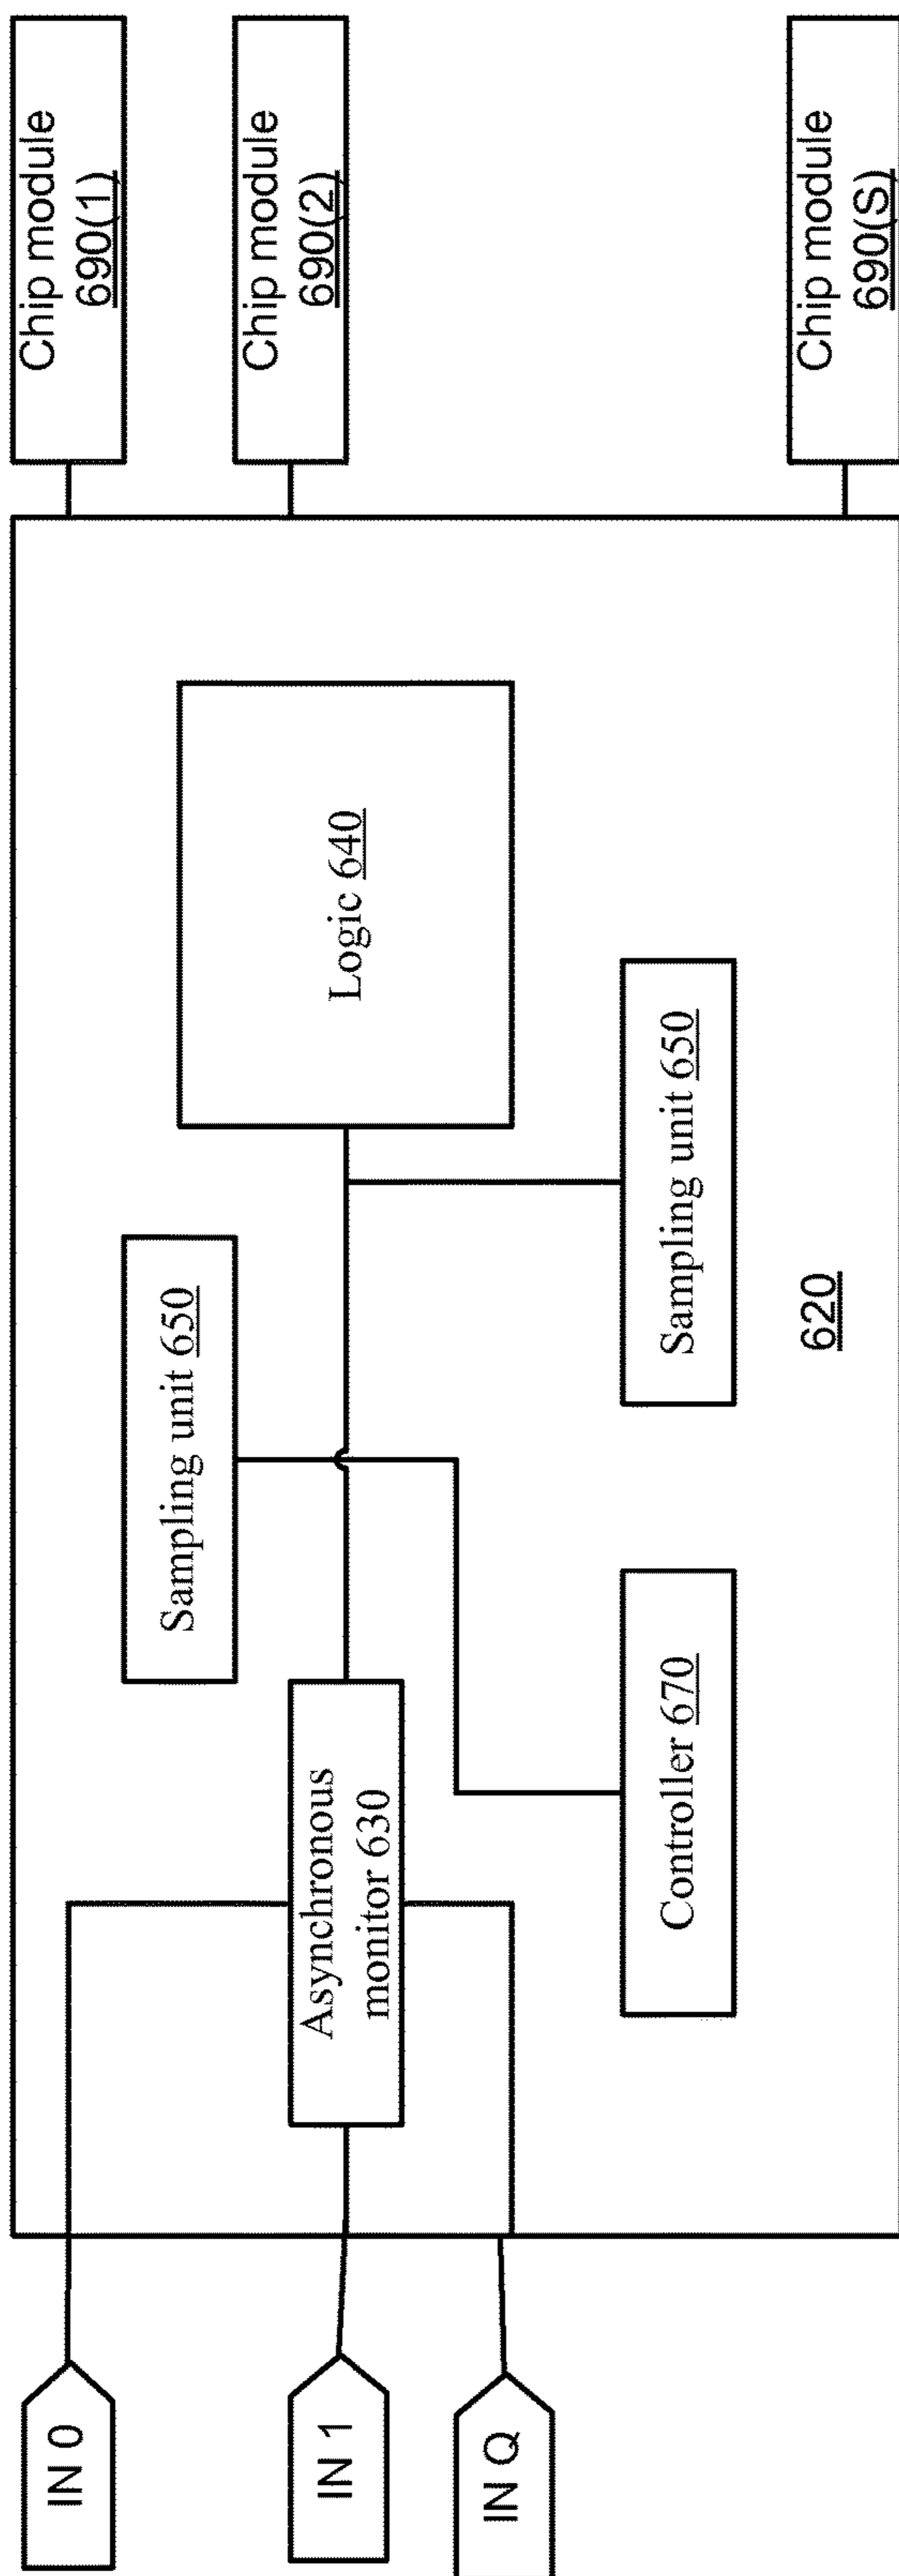 IN 0
IN 1
IN Q
Asynchronous
monitor 630
Sampling unit 650
Controller 670
Sampling unit 650
Logic 640
620
Chip module
690(1)
Chip module
690(2)
Chip module
690(S)